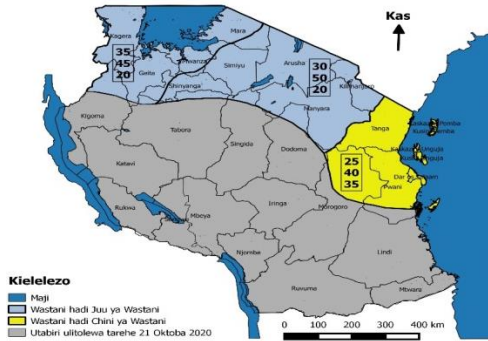 Kas
Kagera
Mara
35
45
20
Mwanza
Geita
Simiyu
Arusha
30
50
20
Shinyanga
Kilimanjaro
Manyara
Kigoma
Tabora
Tanga
Singida
Dodoma
Katavi
25
40
35
Dar es Salaam
Pwani
Rukwa
Mbeya
Iringa
Morogoro
Lindi
Njombe
Ruvuma
Mtwara
Kielelezo
Maji
Wastani hadi Juu ya Wastani
Wastani hadi Chini ya Wastani
Utabiri ulitolewa tarehe 21 Oktoba 2020
0 100 200 300 400 km